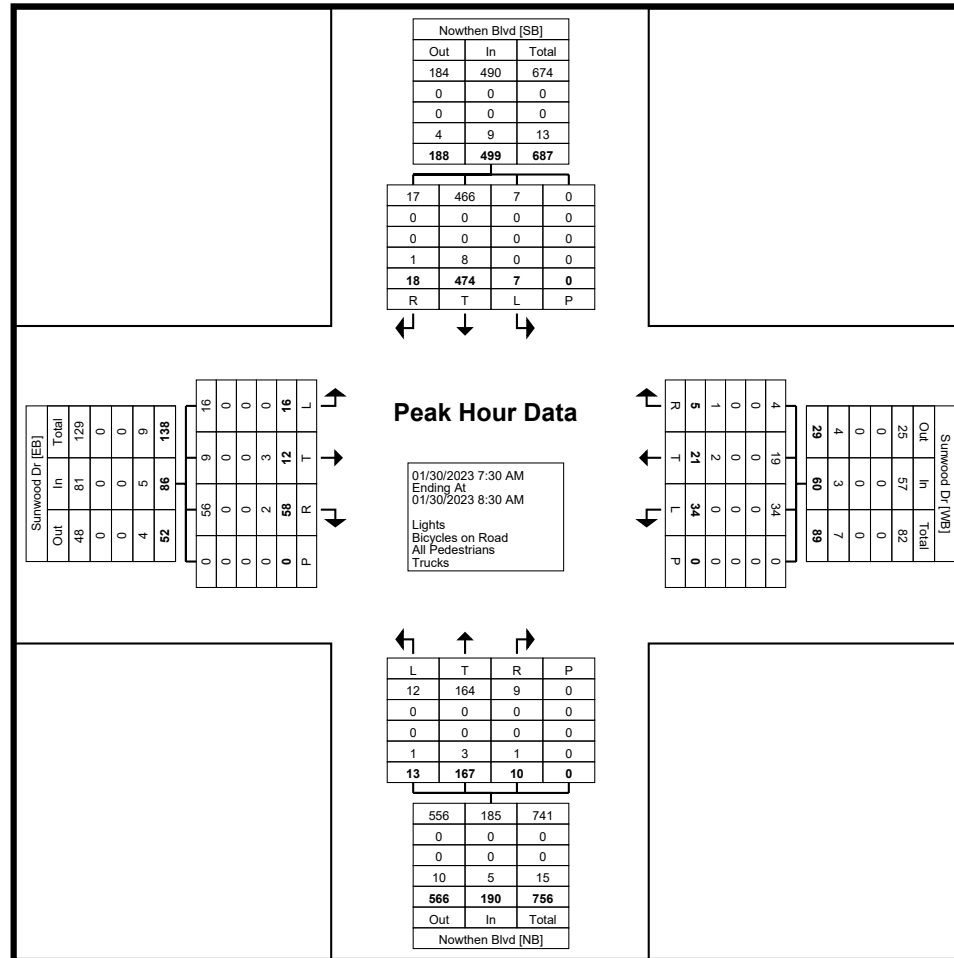 Nowthen Blvd [SB]
Out In Total
184 490 674
0 0 0
0 0 0
4 9 13
188 499 687
17 466 7 0
0 0 0 0
0 0 0 0
1 8 0 0
18 474 7 0
R T L P
Sunwood Dr [EB]
Total In Out
129 81 48
0 0 0
0 0 0
9 5 4
138 86 52
16 9 56 0
0 0 0 0
0 0 0 0
0 3 2 0
16 12 58 0
L T R P
Peak Hour Data
01/30/2023 7:30 AM
Ending At
01/30/2023 8:30 AM
Lights
Bicycles on Road
All Pedestrians
Trucks
R T L P
5 21 34 0
1 2 0 0
0 0 0 0
0 0 0 0
4 19 34 0
29 60 89
4 3 7
0 0 0
0 0 0
25 57 82
Out In Total
Sunwood Dr [WB]
L T R P
12 164 9 0
0 0 0 0
0 0 0 0
1 3 1 0
13 167 10 0
556 185 741
0 0 0
0 0 0
10 5 15
566 190 756
Out In Total
Nowthen Blvd [NB]